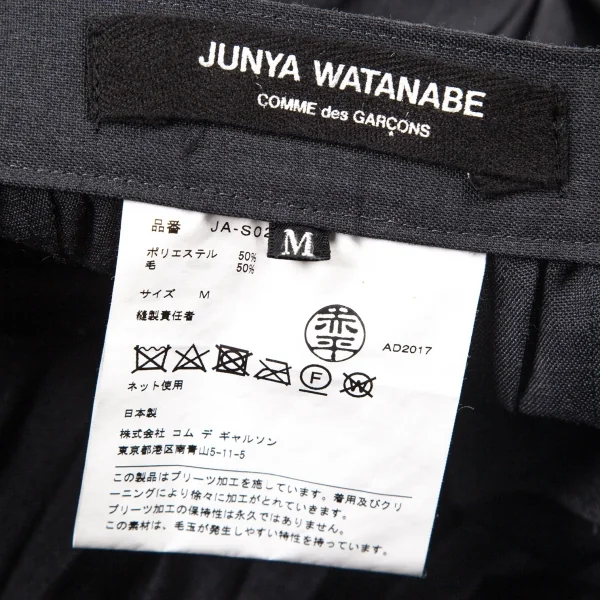 JUNYA WATANABE
COMME des GARÇONS
品番 JA-S02
M
ポリエステル 50%
毛 50%
サイズ M
縫製責任者
赤平
AD2017
F
W
ネット使用
日本製
株式会社 コム デ ギャルソン
東京都港区南青山5-11-5
この製品はプリーツ加工を施しています。着用及びクリ
ーニングにより徐々に加工がとれていきます。
プリーツ加工の保持性は永久ではありません。
この素材は、毛玉が発生しやすい特性を持っています。